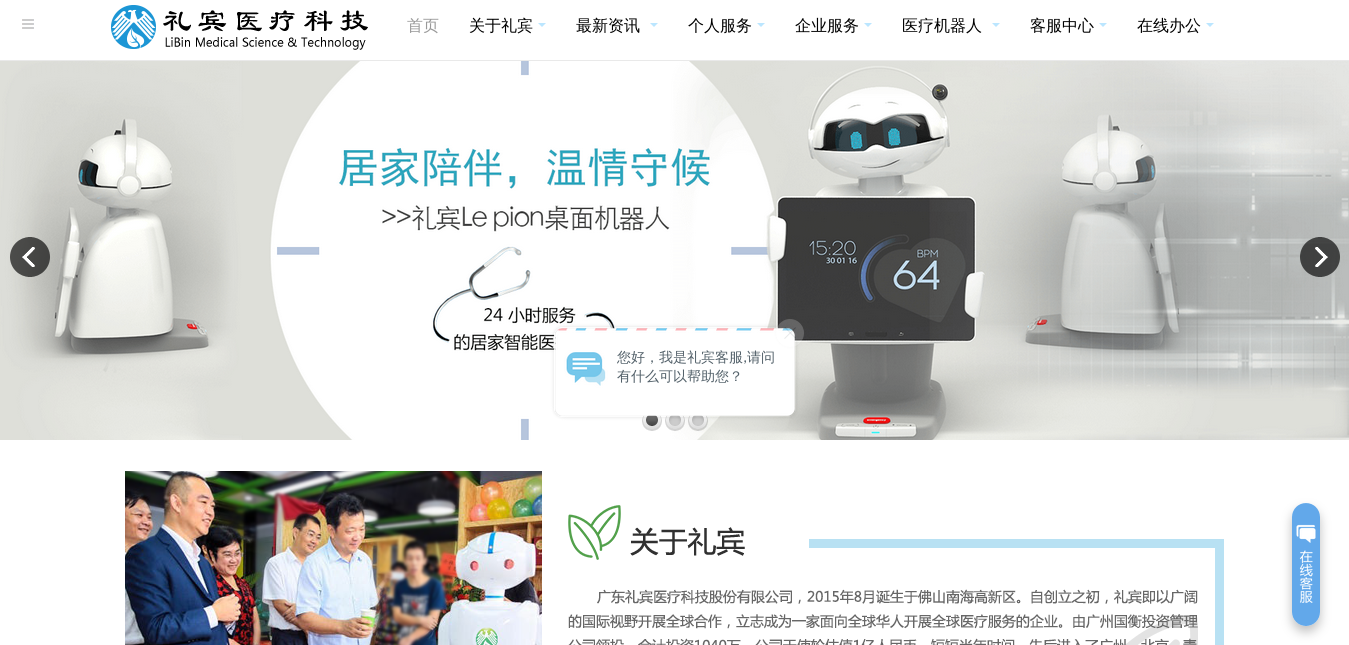 礼宾医疗科技
LiBin Medical Science & Technology
首页 关于礼宾 最新资讯 个人服务 企业服务 医疗机器人 客服中心 在线办公
居家陪伴，温情守候
>>礼宾Le pion桌面机器人
15:20
30 01 16
BPM
64
24 小时服务
的居家智能医
您好，我是礼宾客服,请问
有什么可以帮助您？
关于礼宾
在线客服
广东礼宾医疗科技股份有限公司，2015年8月诞生于佛山南海高新区。自创立之初，礼宾即以广阔
的国际视野开展全球合作，立志成为一家面向全球华人开展全球医疗服务的企业。由广州国衡投资管理